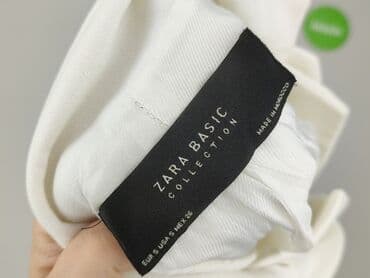 ZARA BASIC
COLLECTION
MADE IN MOROCCO
EUR S USA S MEX 26